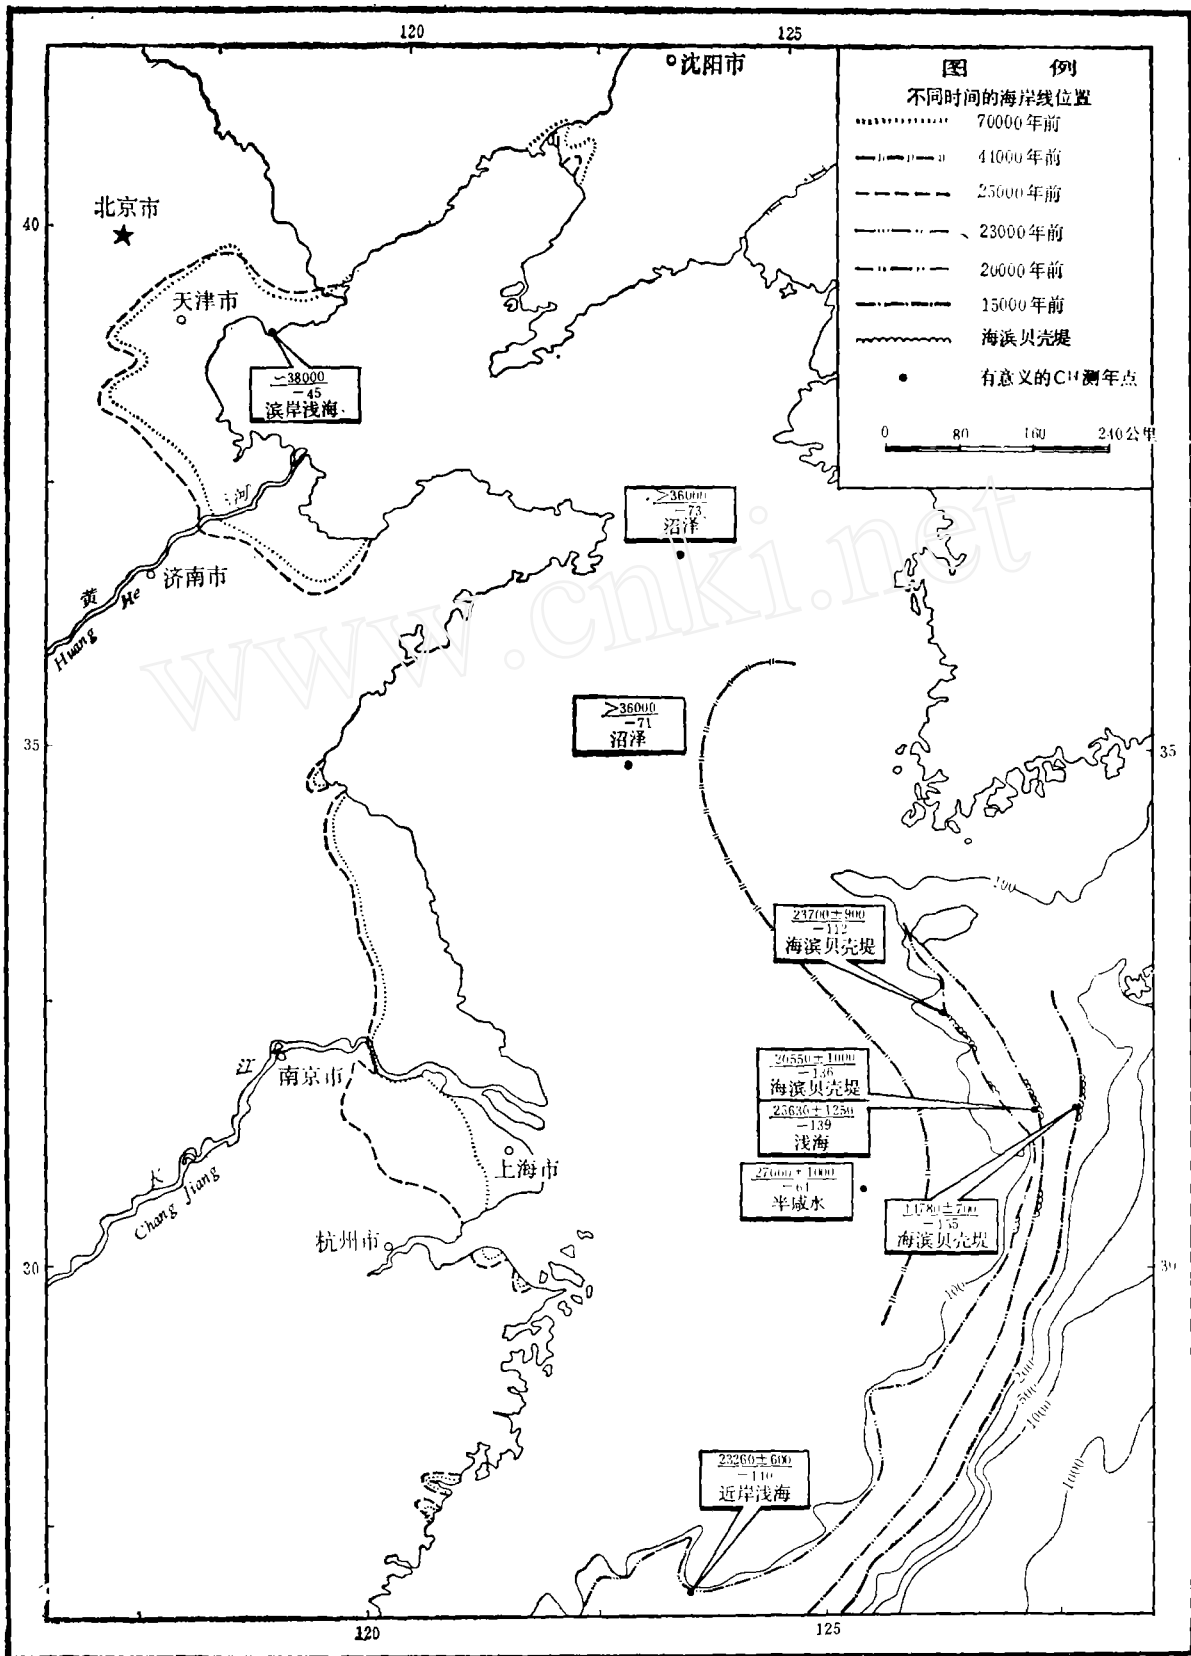 120
125
沈阳市
图 例
不同时间的海岸线位置
70000年前
41000年前
25000年前
23000年前
20000年前
15000年前
海滨贝壳堤
有意义的C14测年点
0 80 160 240公里
40
北京市
天津市
38000
-45
滨岸浅海
河
>36000
-73
沼泽
济南市
黄
Huang He
www.cnki.net
>36000
-71
沼泽
35
35
100
23700±900
-112
海滨贝壳堤
江
南京市
20550±1000
-136
海滨贝壳堤
25630±1250
-139
浅海
上海市
Chang Jiang
-61
半咸水
14780±700
-155
海滨贝壳堤
杭州市
30
30
100
200
500
1000
1000
23260±600
-110
近岸浅海
120
125